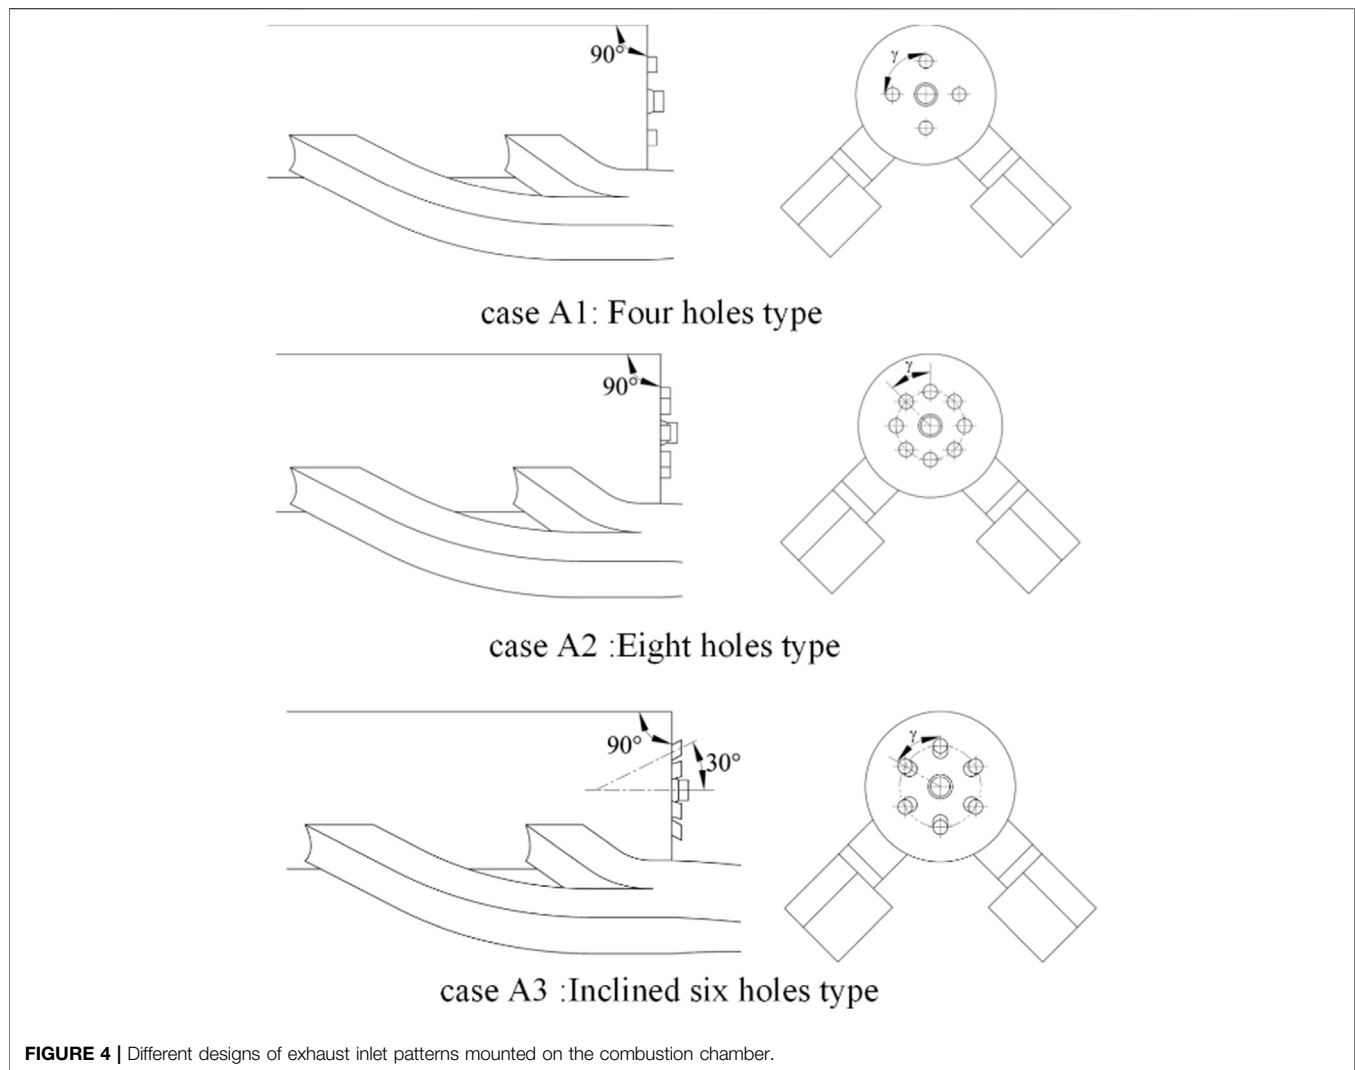 90°
γ
case A1: Four holes type
90°
γ
case A2 :Eight holes type
90°
30°
γ
case A3 :Inclined six holes type
FIGURE 4 | Different designs of exhaust inlet patterns mounted on the combustion chamber.